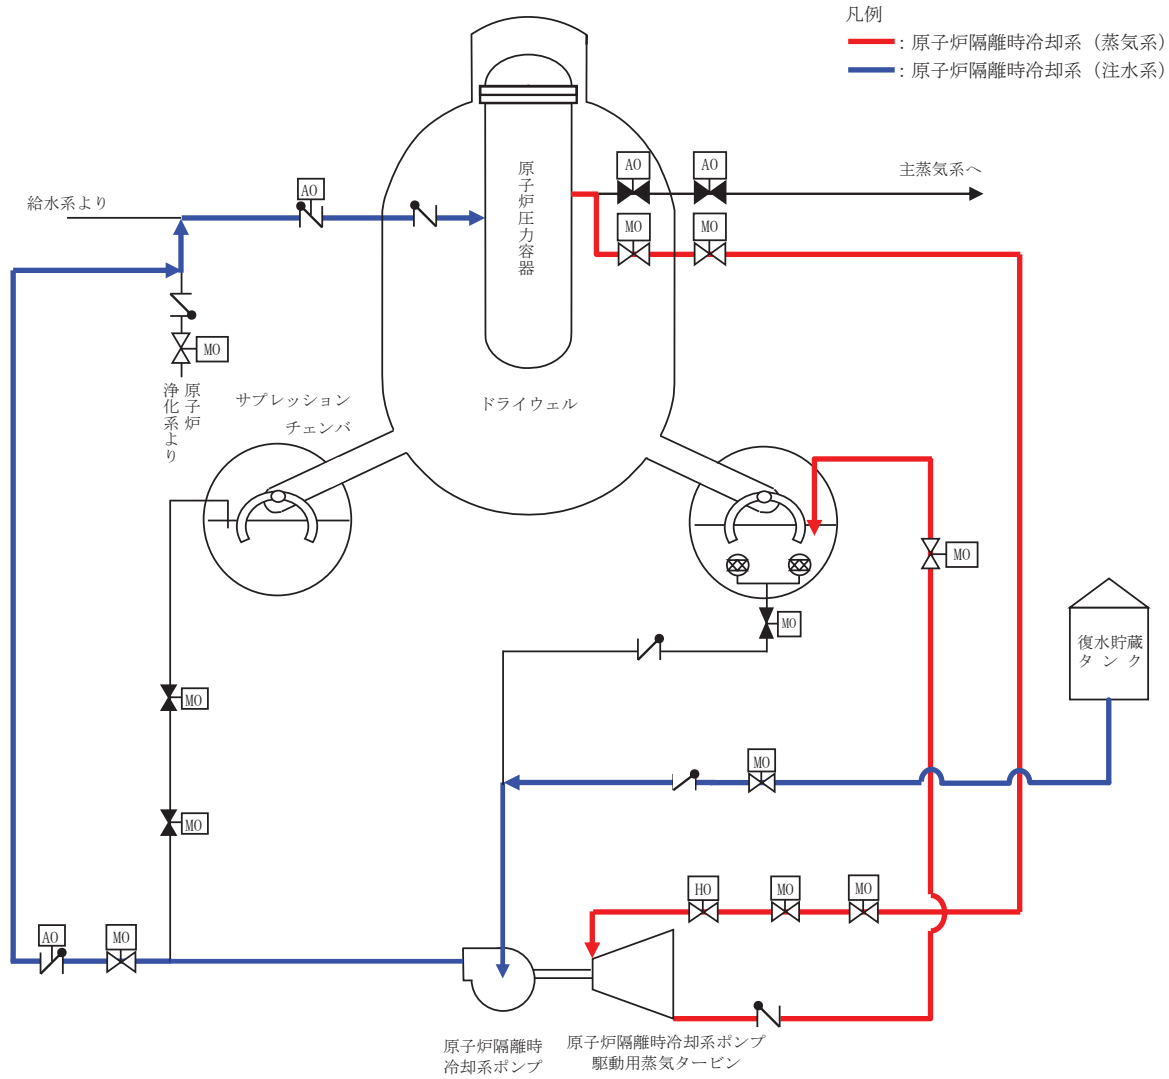 凡例
: 原子炉隔離時冷却系（蒸気系）
: 原子炉隔離時冷却系（注水系）
AO
AO
主蒸気系へ
原子炉圧力容器
AO
給水系より
MO
MO
MO
原子炉
浄化系より
サプレッション
チェンバ
ドライウェル
MO
MO
復水貯蔵
タンク
MO
MO
MO
HO
MO
MO
AO
MO
原子炉隔離時
冷却系ポンプ
原子炉隔離時冷却系ポンプ
駆動用蒸気タービン